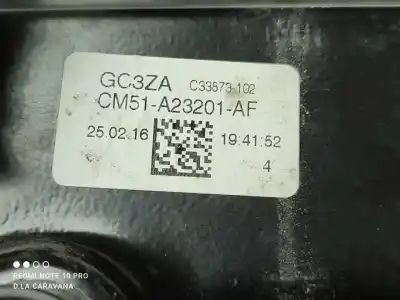 GC3ZA C33873-102
CM51-A23201-AF
25.02.16 19:41:52
4
REDMI NOTE 10 PRO
D LA CARAVANA